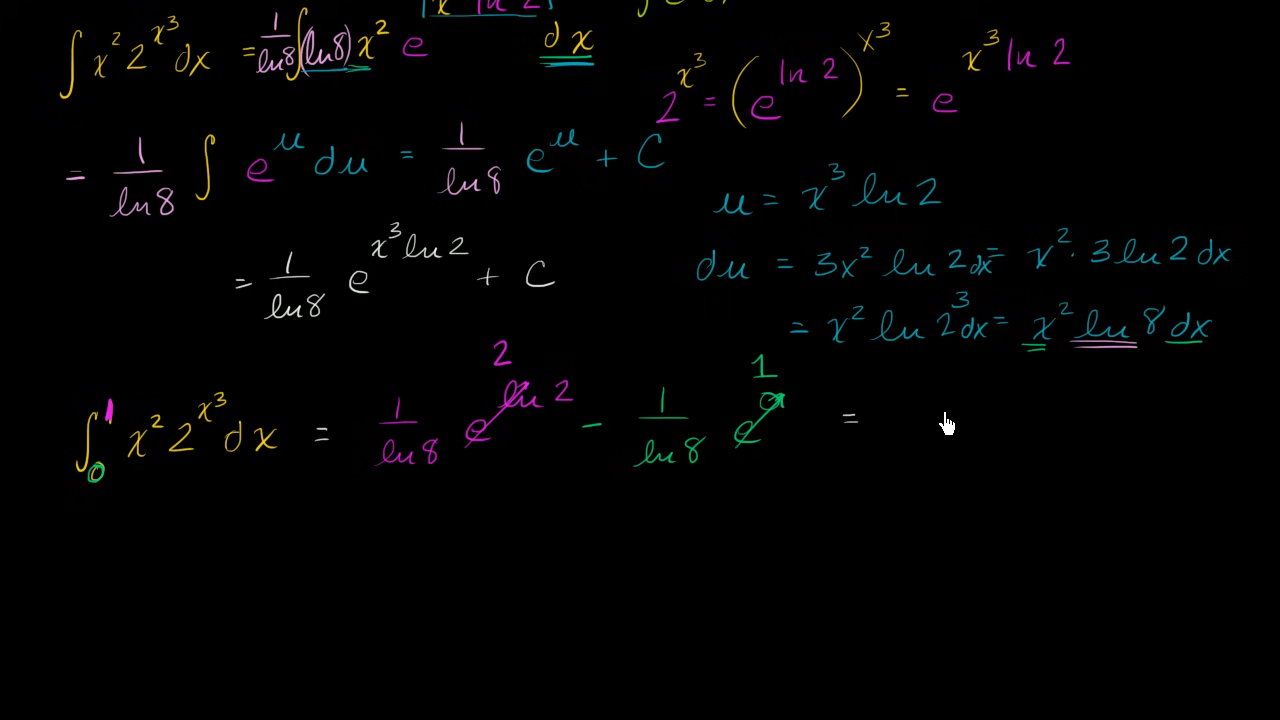 ∫ x² 2^(x³) dx = 1/ln8 ∫ (ln8) x² e dx
2^(x³) = (e^(ln 2))^(x³) = e^(x³ ln 2)
= 1/ln8 ∫ e^u du = 1/ln8 e^u + C
u = x³ ln 2
du = 3x² ln 2 dx = x² · 3 ln 2 dx
= 1/ln8 e^(x³ ln 2) + C
= x² ln 2³ dx = x² ln 8 dx
2 1
∫₀¹ x² 2^(x³) dx = 1/ln8 e^(ln 2) − 1/ln8 e^0 =